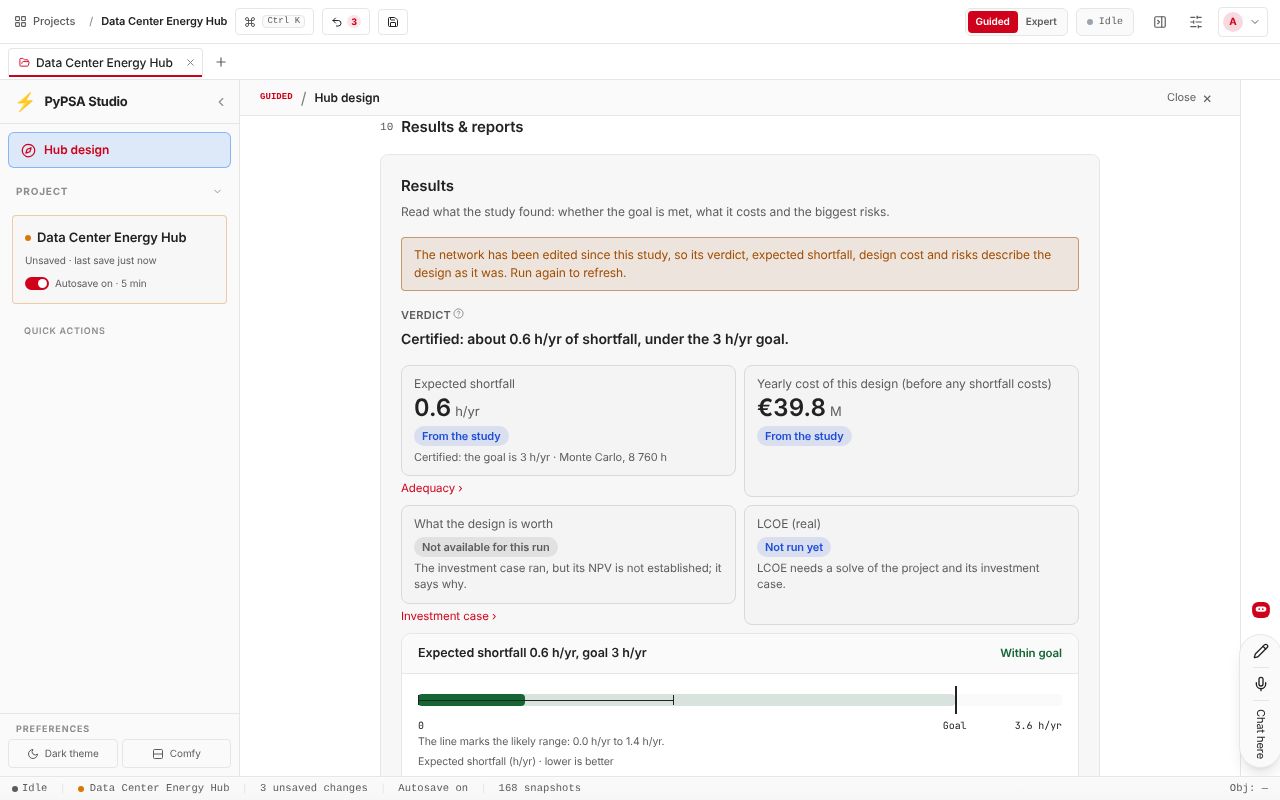 Projects / Data Center Energy Hub ⌘ Ctrl K 3
Guided Expert Idle A
Data Center Energy Hub × +
PyPSA Studio
GUIDED / Hub design Close ×
Hub design
PROJECT
Data Center Energy Hub
Unsaved · last save just now
Autosave on · 5 min
QUICK ACTIONS
PREFERENCES
Dark theme Comfy
10 Results & reports
Results
Read what the study found: whether the goal is met, what it costs and the biggest risks.
The network has been edited since this study, so its verdict, expected shortfall, design cost and risks describe the
design as it was. Run again to refresh.
VERDICT ?
Certified: about 0.6 h/yr of shortfall, under the 3 h/yr goal.
Expected shortfall
0.6 h/yr
From the study
Certified: the goal is 3 h/yr · Monte Carlo, 8 760 h
Adequacy ›
Yearly cost of this design (before any shortfall costs)
€39.8 M
From the study
What the design is worth
Not available for this run
The investment case ran, but its NPV is not established; it
says why.
Investment case ›
LCOE (real)
Not run yet
LCOE needs a solve of the project and its investment
case.
Expected shortfall 0.6 h/yr, goal 3 h/yr Within goal
0 Goal 3.6 h/yr
The line marks the likely range: 0.0 h/yr to 1.4 h/yr.
Expected shortfall (h/yr) · lower is better
Chat here
Idle Data Center Energy Hub 3 unsaved changes Autosave on 168 snapshots Obj: —